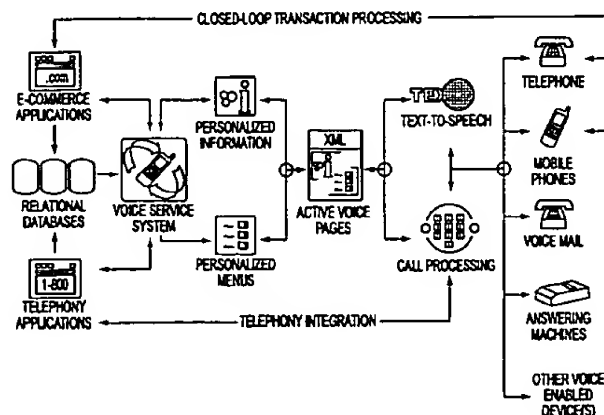 CLOSED-LOOP TRANSACTION PROCESSING
.com
E-COMMERCE
APPLICATIONS
RELATIONAL
DATABASES
1-800
TELEPHONY
APPLICATIONS
VOICE SERVICE
SYSTEM
PERSONALIZED
INFORMATION
PERSONALIZED
MENUS
XML
ACTIVE VOICE
PAGES
TEXT-TO-SPEECH
CALL PROCESSING
TELEPHONY INTEGRATION
TELEPHONE
MOBILE
PHONES
VOICE MAIL
ANSWERING
MACHINES
OTHER VOICE
ENABLED
DEVICE(S)